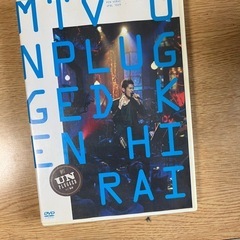 MTV U
NPLUG
GED K
EN HI
RAI
UN
PLUGGED
DVD